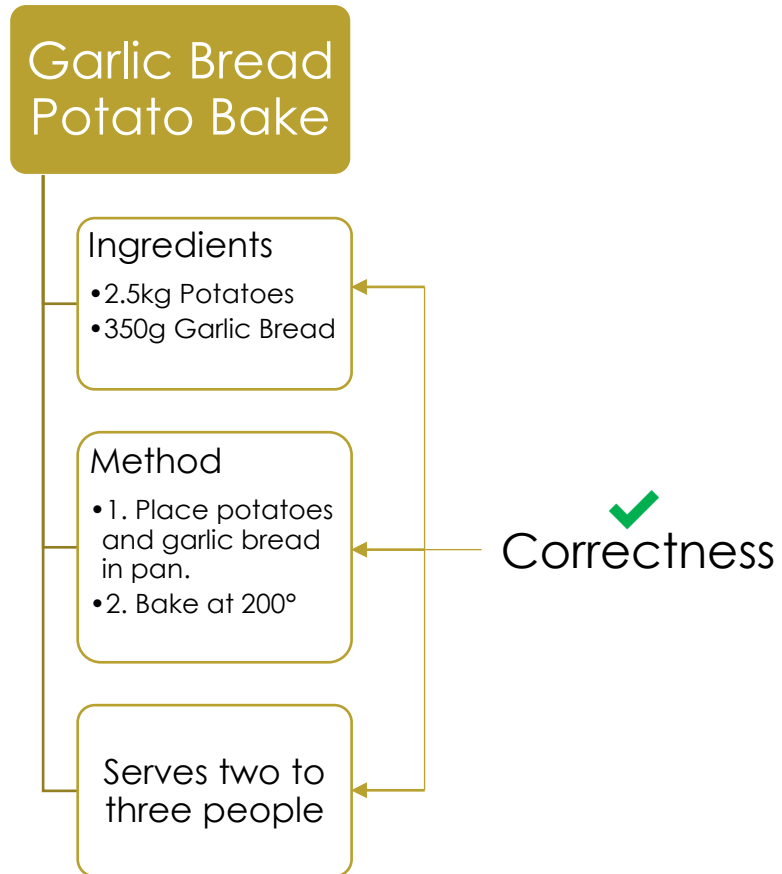 Garlic Bread
Potato Bake
Ingredients
•2.5kg Potatoes
•350g Garlic Bread
Method
•1. Place potatoes
and garlic bread
in pan.
•2. Bake at 200°
Correctness
Serves two to
three people